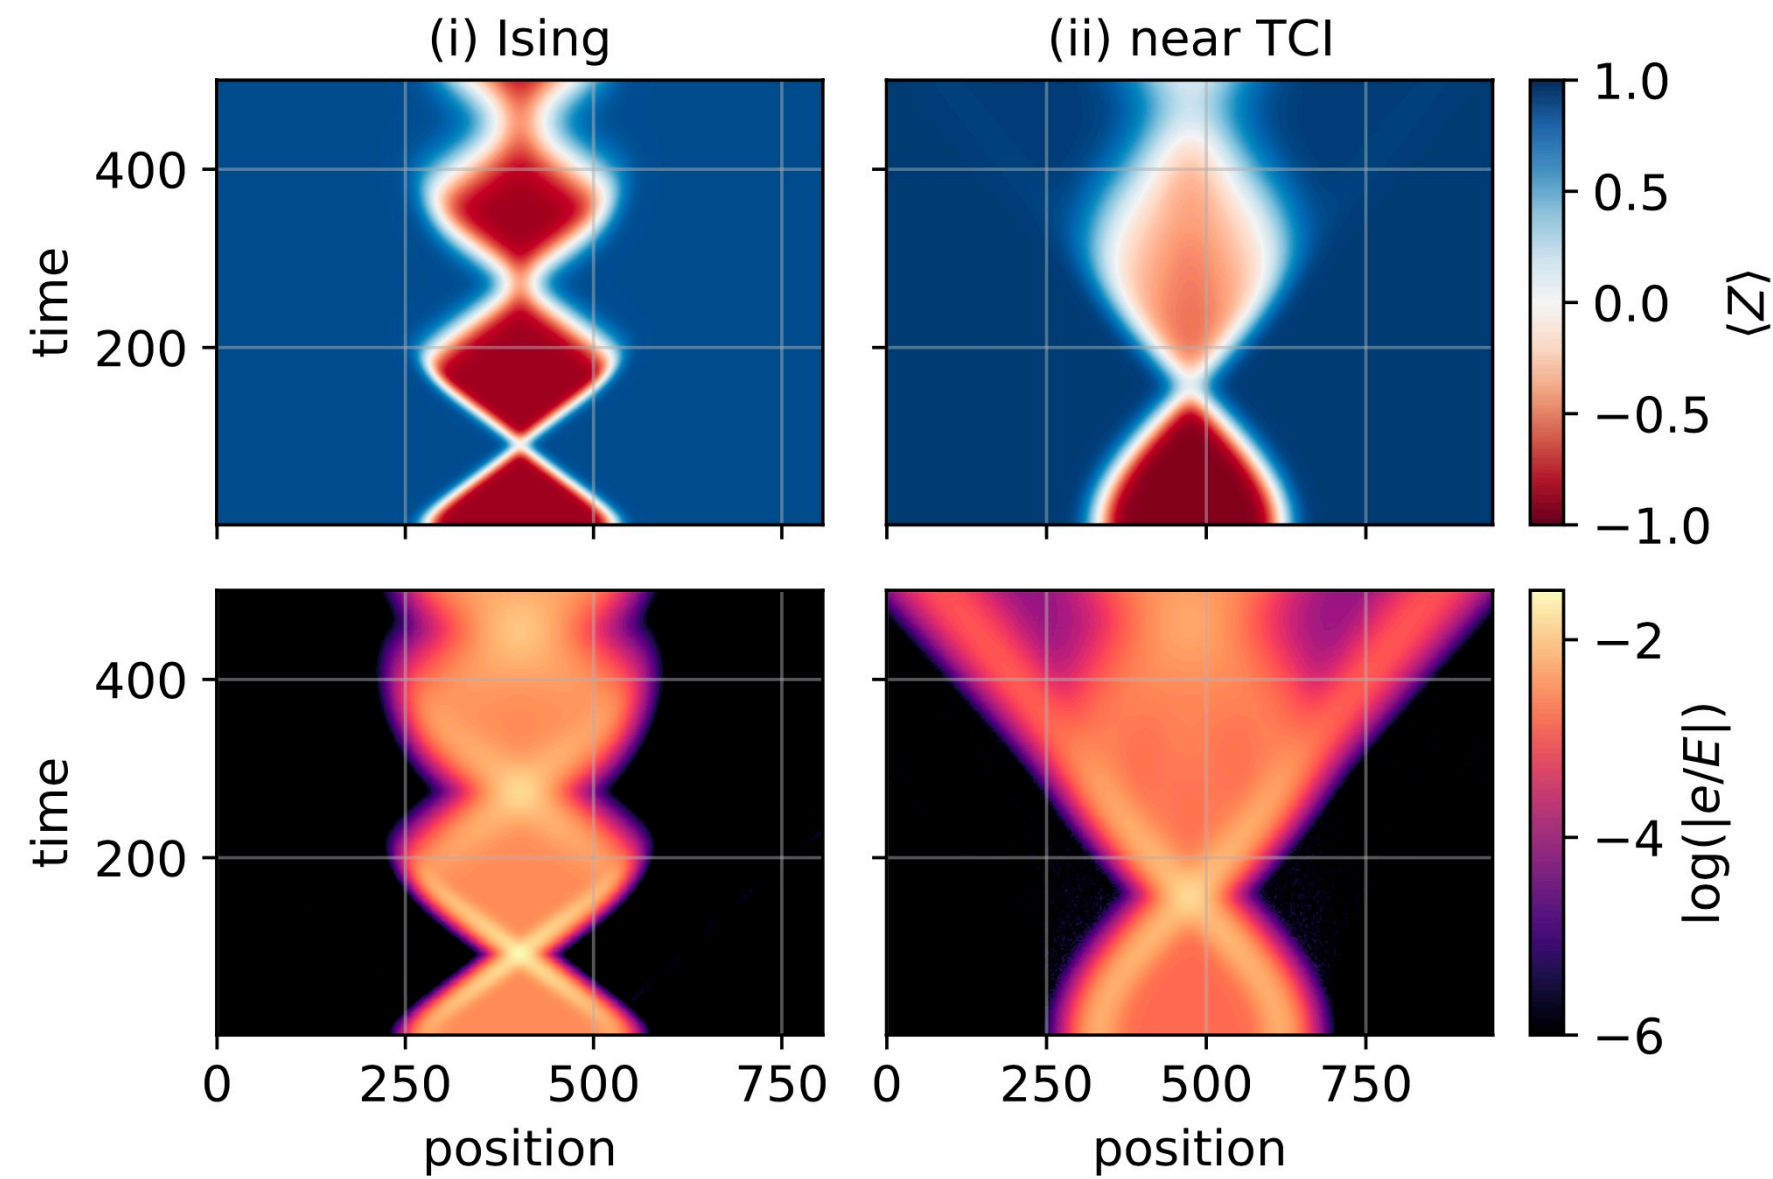 (i) Ising
(ii) near TCI
400
200
time
1.0
0.5
0.0
−0.5
−1.0
⟨Z⟩
400
200
time
−2
−4
−6
log(|e/E|)
0 250 500 750
0 250 500 750
position
position